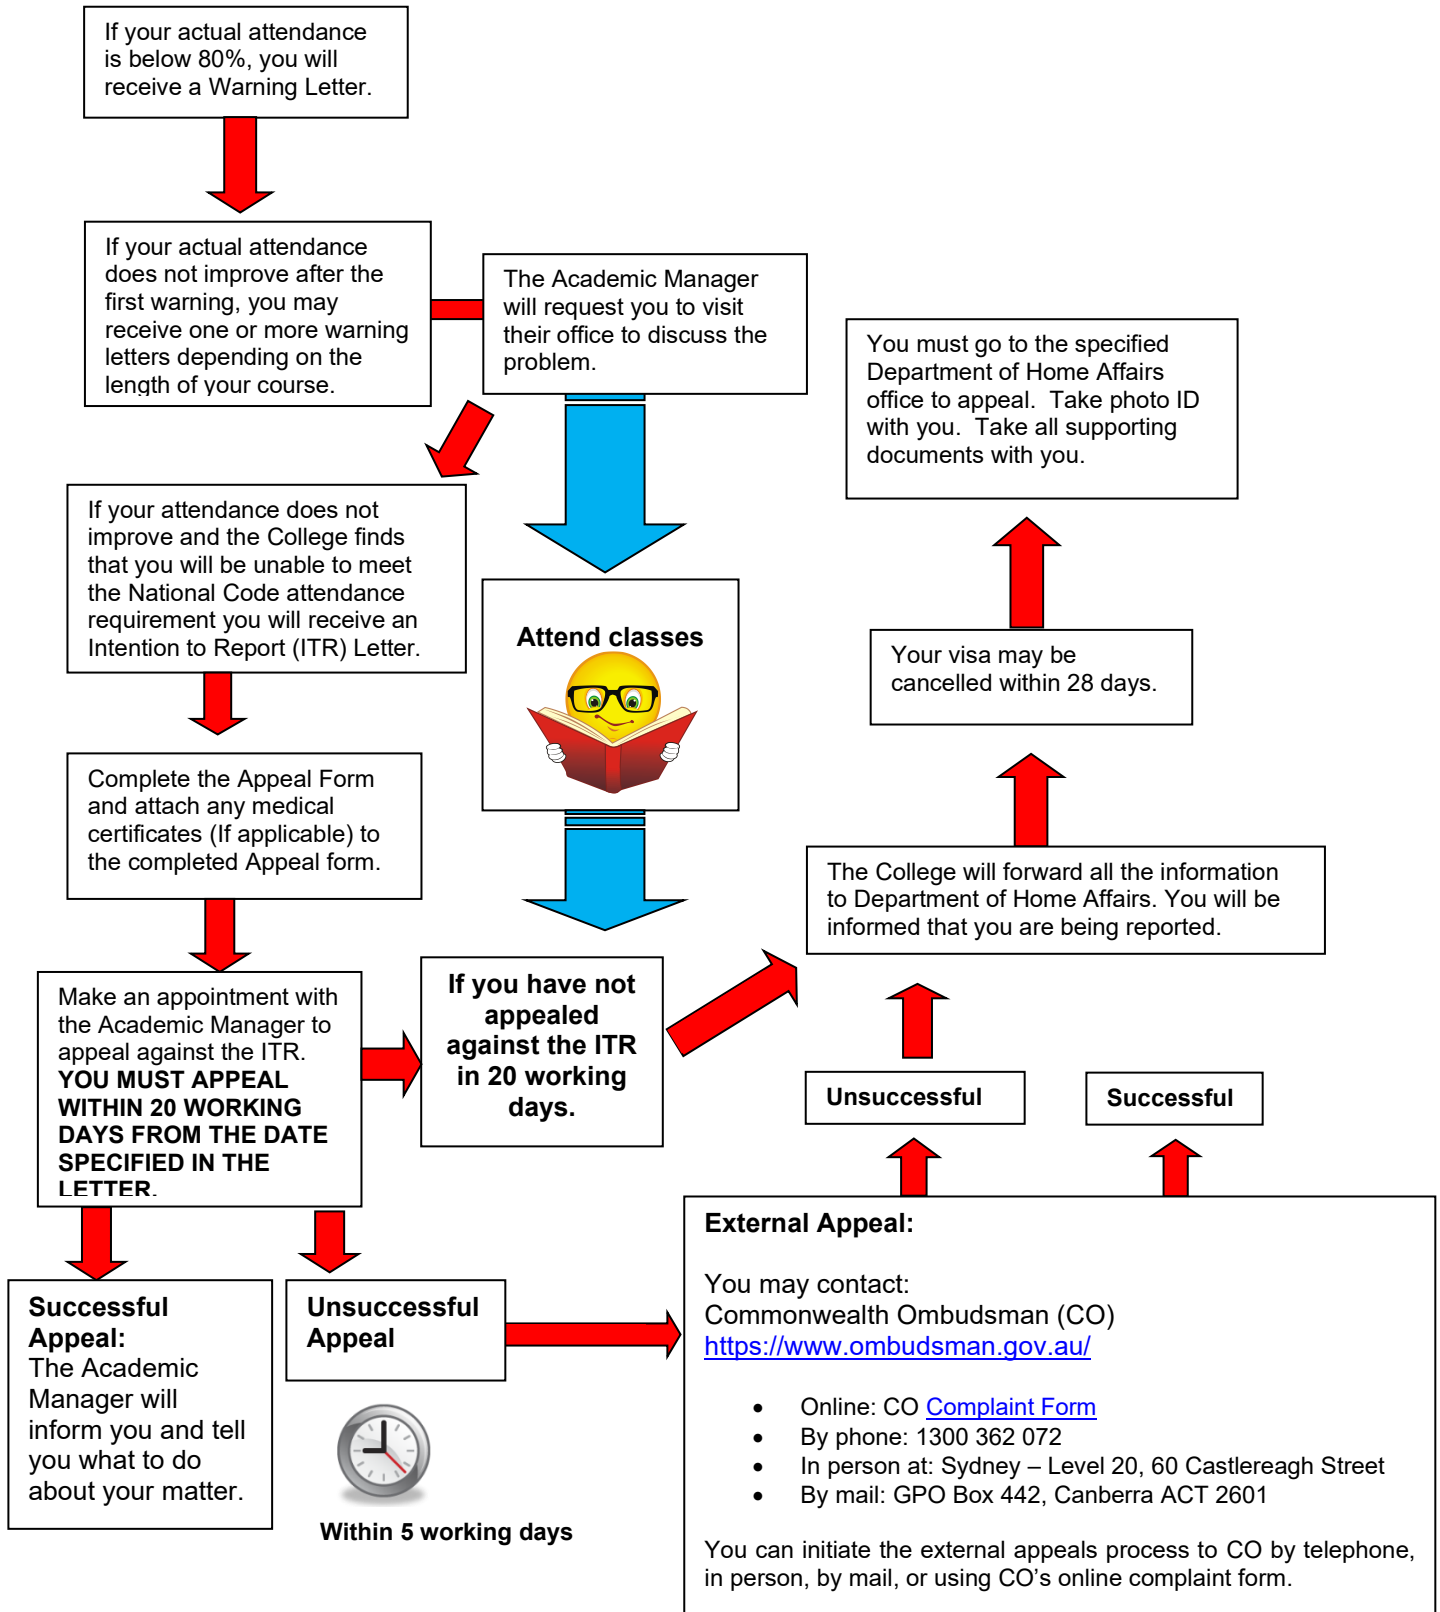 If your actual attendance
is below 80%, you will
receive a Warning Letter.
If your actual attendance
does not improve after the
first warning, you may
receive one or more warning
letters depending on the
length of your course.
The Academic Manager
will request you to visit
their office to discuss the
problem.
You must go to the specified
Department of Home Affairs
office to appeal.  Take photo ID
with you.  Take all supporting
documents with you.
If your attendance does not
improve and the College finds
that you will be unable to meet
the National Code attendance
requirement you will receive an
Intention to Report (ITR) Letter.
Attend classes
Your visa may be
cancelled within 28 days.
Complete the Appeal Form
and attach any medical
certificates (If applicable) to
the completed Appeal form.
The College will forward all the information
to Department of Home Affairs. You will be
informed that you are being reported.
Make an appointment with
the Academic Manager to
appeal against the ITR.
YOU MUST APPEAL
WITHIN 20 WORKING
DAYS FROM THE DATE
SPECIFIED IN THE
LETTER.
If you have not
appealed
against the ITR
in 20 working
days.
Unsuccessful
Successful
Successful
Appeal:
The Academic
Manager will
inform you and tell
you what to do
about your matter.
Unsuccessful
Appeal
Within 5 working days
External Appeal:
You may contact:
Commonwealth Ombudsman (CO)
https://www.ombudsman.gov.au/
• Online: CO Complaint Form
• By phone: 1300 362 072
• In person at: Sydney – Level 20, 60 Castlereagh Street
• By mail: GPO Box 442, Canberra ACT 2601
You can initiate the external appeals process to CO by telephone,
in person, by mail, or using CO’s online complaint form.